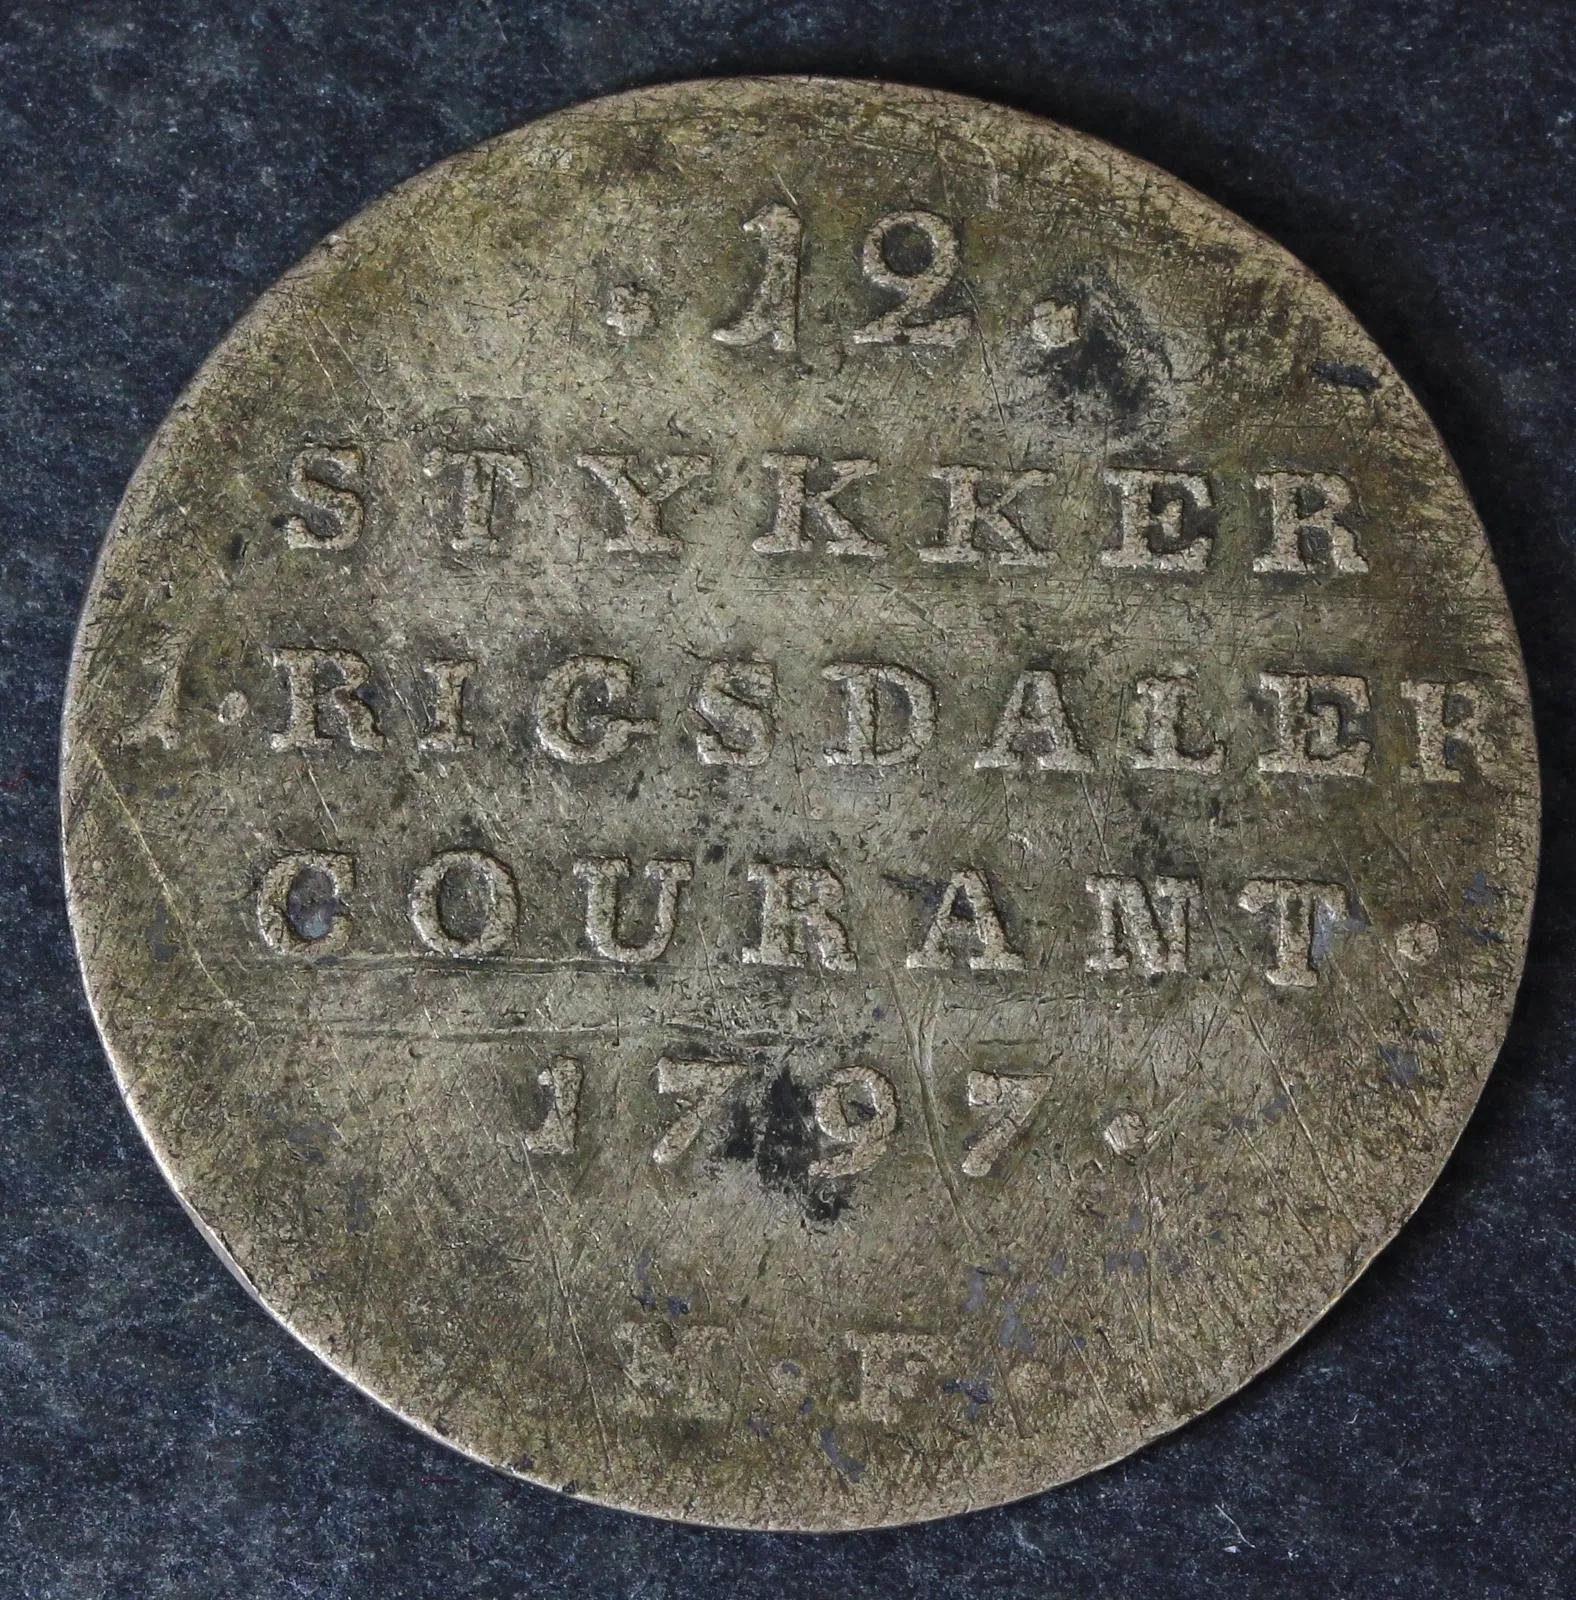 . 12 .
STYKKER
1. RIGSDALER
COURANT.
1797.